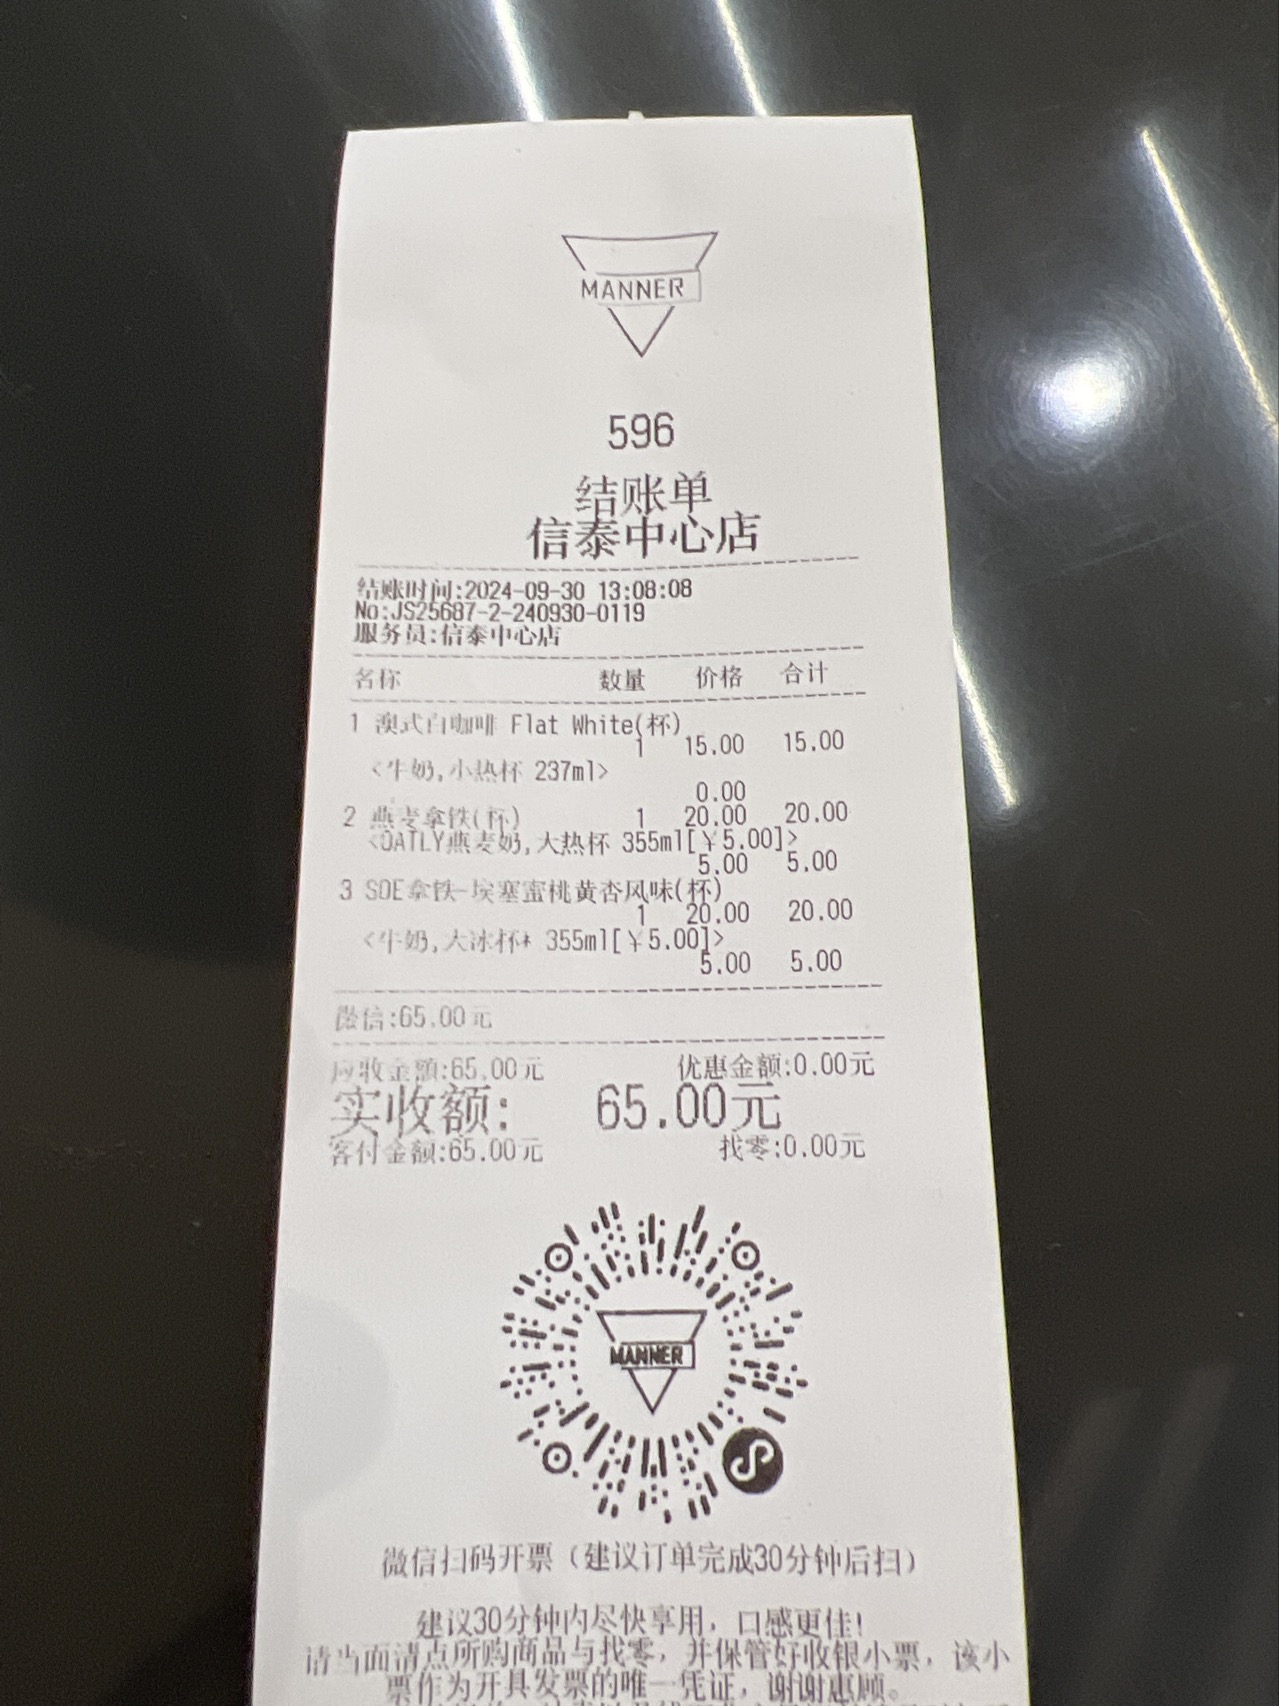 MANNER
596
结账单
信泰中心店
结账时间:2024-09-30 13:08:08
No:JS25687-2-240930-0119
服务员:信泰中心店
名称 数量 价格 合计
1 澳式白咖啡 Flat White(杯)
1 15.00 15.00
<牛奶,小热杯 237ml>
0.00
2 燕麦拿铁(杯) 1 20.00 20.00
<OATLY燕麦奶,大热杯 355ml[¥5.00]>
5.00 5.00
3 SOE拿铁-埃塞蜜桃黄杏风味(杯)
1 20.00 20.00
<牛奶,大冰杯* 355ml[¥5.00]>
5.00 5.00
微信:65.00元
应收金额:65.00元 优惠金额:0.00元
实收额: 65.00元
客付金额:65.00元 找零:0.00元
MANNER
微信扫码开票（建议订单完成30分钟后扫）
建议30分钟内尽快享用，口感更佳!
请当面清点所购商品与找零，并保管好收银小票，该小
票作为开具发票的唯一凭证，谢谢惠顾。